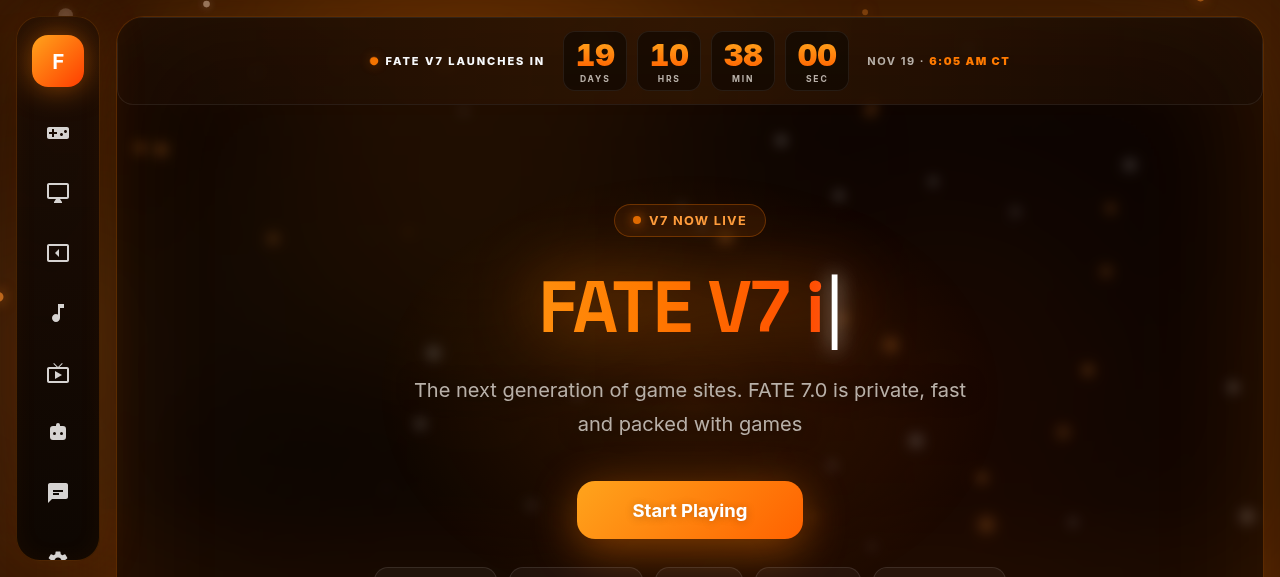 F
FATE V7 LAUNCHES IN
19 DAYS
10 HRS
38 MIN
00 SEC
NOV 19 · 6:05 AM CT
V7 NOW LIVE
FATE V7 i
The next generation of game sites. FATE 7.0 is private, fast
and packed with games
Start Playing